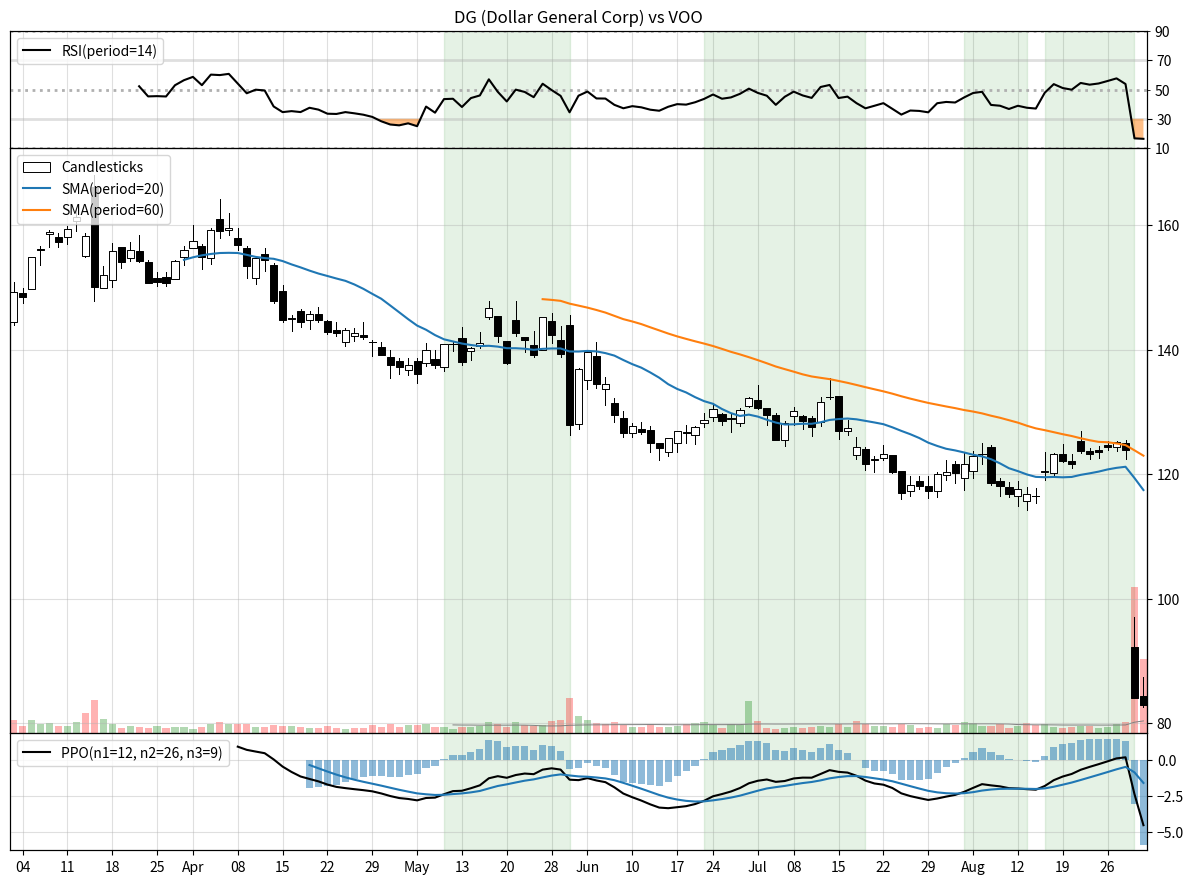 DG (Dollar General Corp) vs VOO
RSI(period=14)
90
70
50
30
10
Candlesticks
SMA(period=20)
SMA(period=60)
160
140
120
100
80
PPO(n1=12, n2=26, n3=9)
0.0
−2.5
−5.0
04 11 18 25 Apr 08 15 22 29 May 13 20 28 Jun 10 17 24 Jul 08 15 22 29 Aug 12 19 26